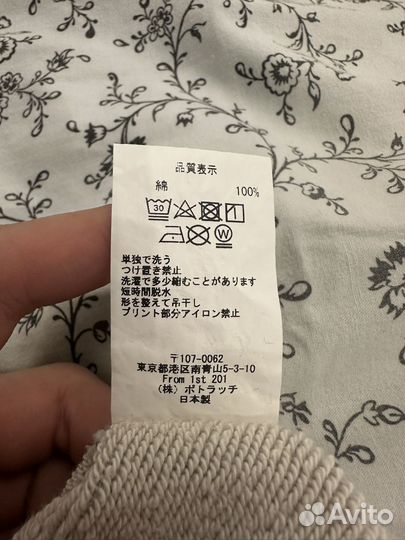 品質表示
綿 100%
30
W
単独で洗う
つけ置き禁止
洗濯で多少縮むことがあります
短時間脱水
形を整えて吊干し
プリント部分アイロン禁止
〒107-0062
東京都港区南青山5-3-10
From 1st 201
(株) ポトラッチ
日本製
Avito